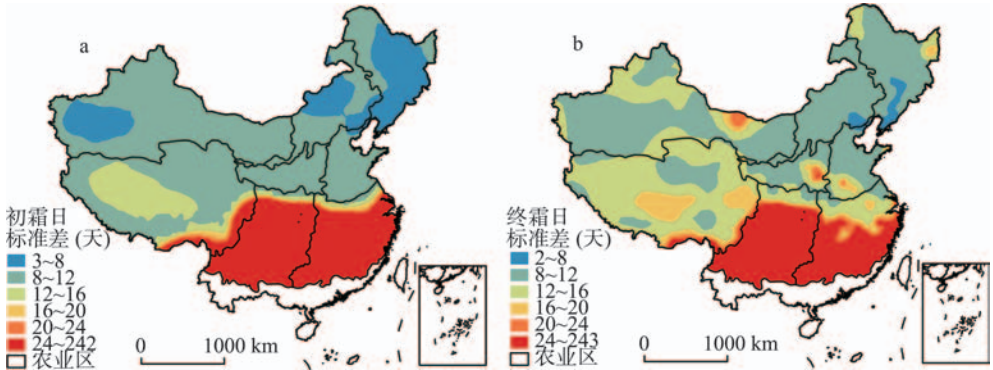 a
初霜日
标准差 (天)
3~8
8~12
12~16
16~20
20~24
24~242
农业区
0 1000 km
b
终霜日
标准差 (天)
2~8
8~12
12~16
16~20
20~24
24~243
农业区
0 1000 km